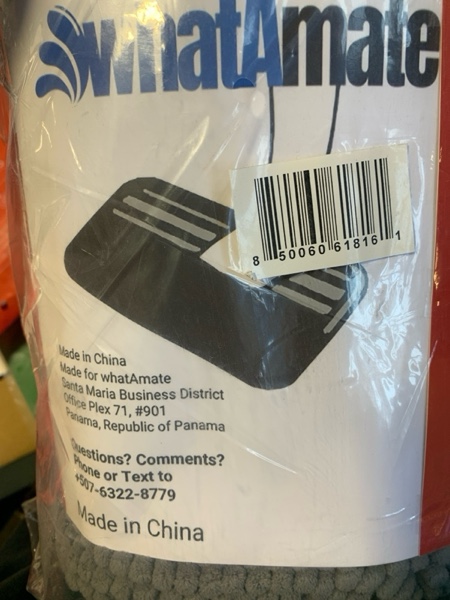 whatAmate
8 50060 61816 1
Made in China
Made for whatAmate
Santa Maria Business District
Office Plex 71, #901
Panama, Republic of Panama
Questions? Comments?
Phone or Text to
+507-6322-8779
Made in China